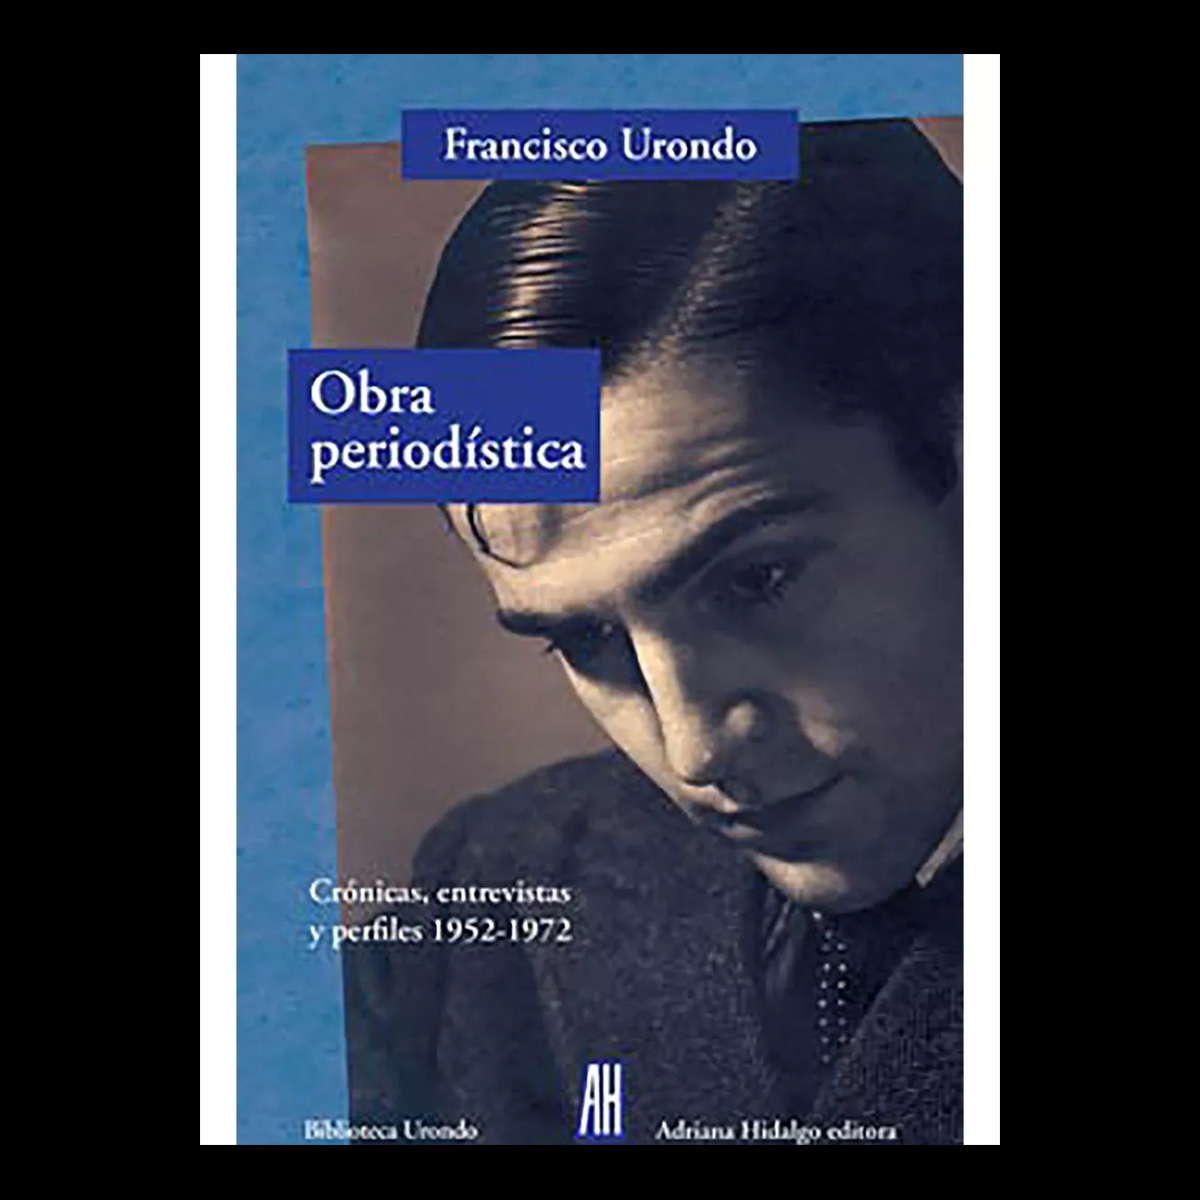 Francisco Urondo
Obra
periodística
Crónicas, entrevistas
y perfiles 1952-1972
AH
Biblioteca Urondo
Adriana Hidalgo editora